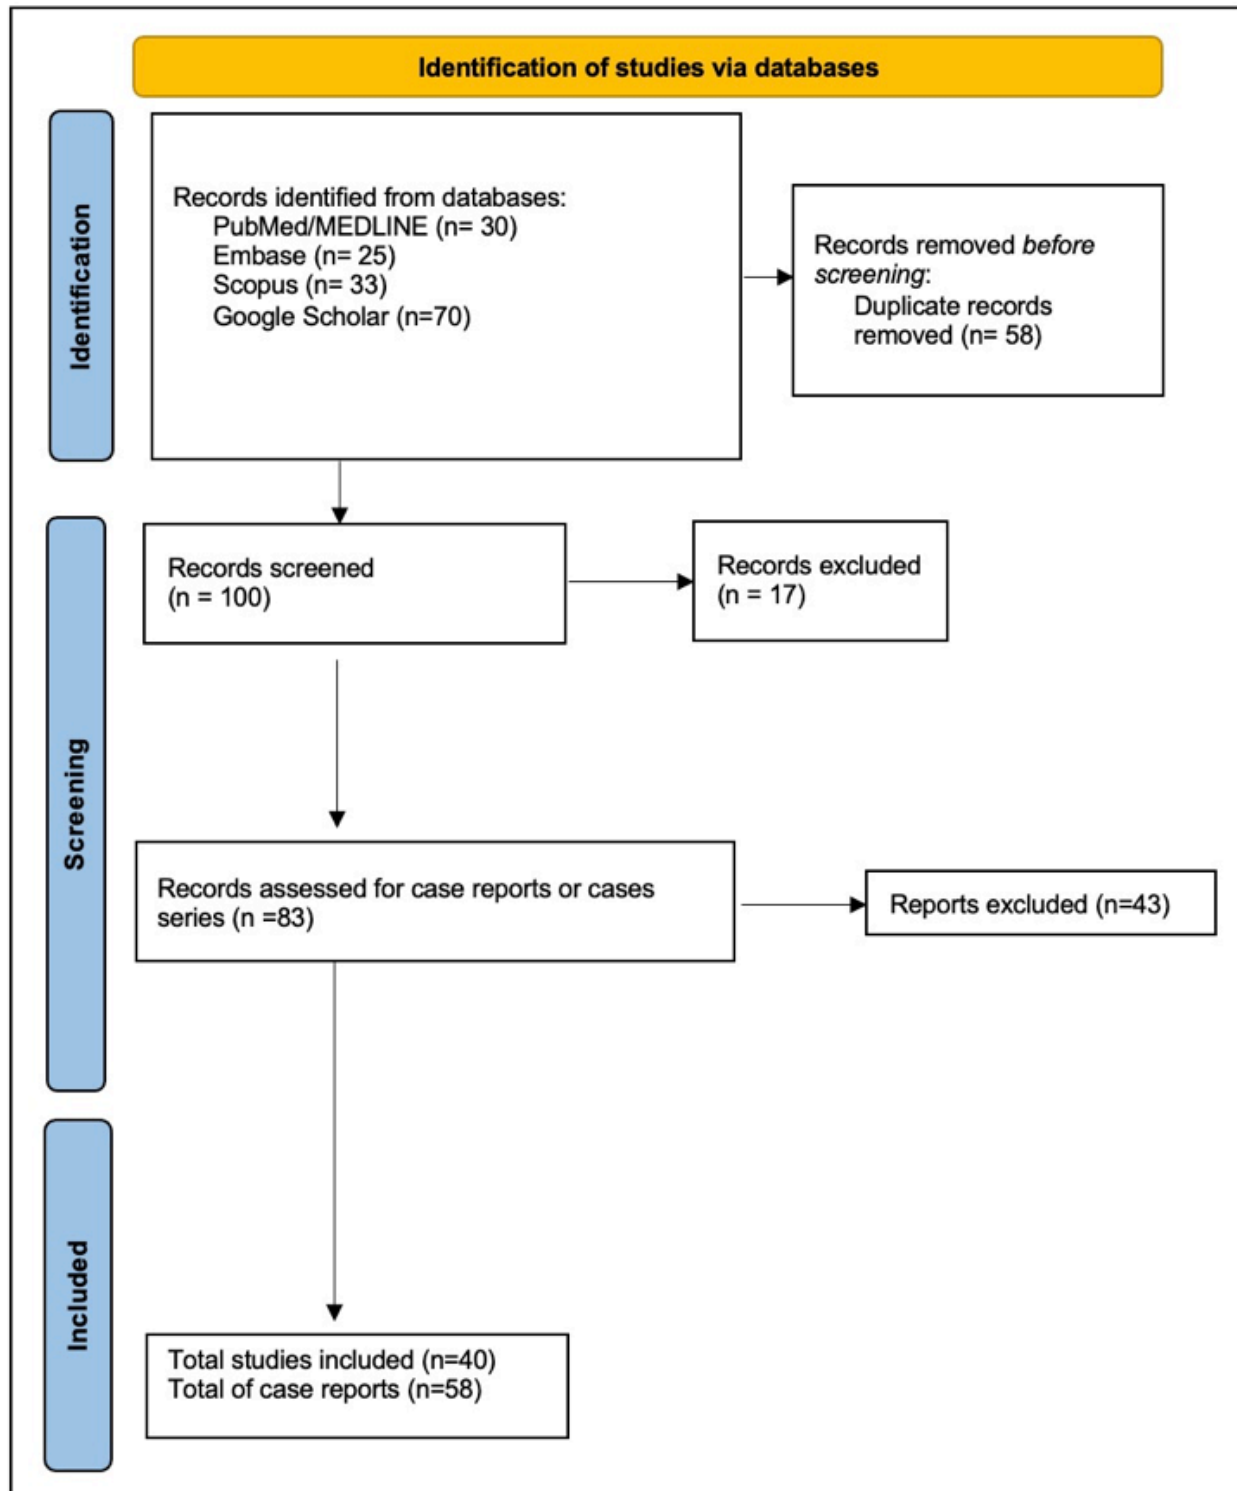 Identification of studies via databases
Identification
Records identified from databases:
PubMed/MEDLINE (n= 30)
Embase (n= 25)
Scopus (n= 33)
Google Scholar (n=70)
Records removed before
screening:
Duplicate records
removed (n= 58)
Screening
Records screened
(n = 100)
Records excluded
(n = 17)
Records assessed for case reports or cases
series (n =83)
Reports excluded (n=43)
Included
Total studies included (n=40)
Total of case reports (n=58)